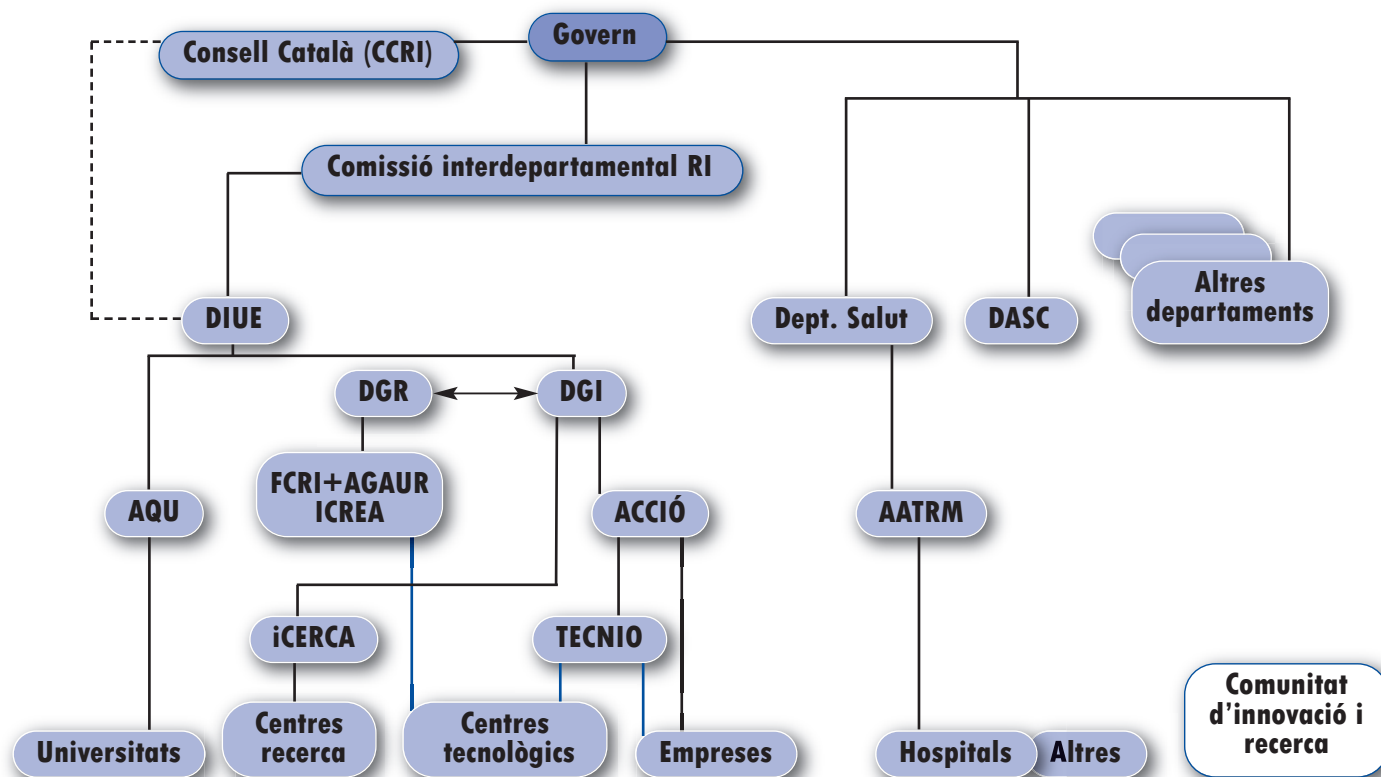 Govern
Consell Català (CCRI)
Comissió interdepartamental RI
Altres
departaments
DIUE
Dept. Salut
DASC
DGR
DGI
FCRI+AGAUR
ICREA
AQU
ACCIÓ
AATRM
iCERCA
TECNIO
Universitats
Centres
recerca
Centres
tecnològics
Empreses
Hospitals
Altres
Comunitat
d'innovació i
recerca